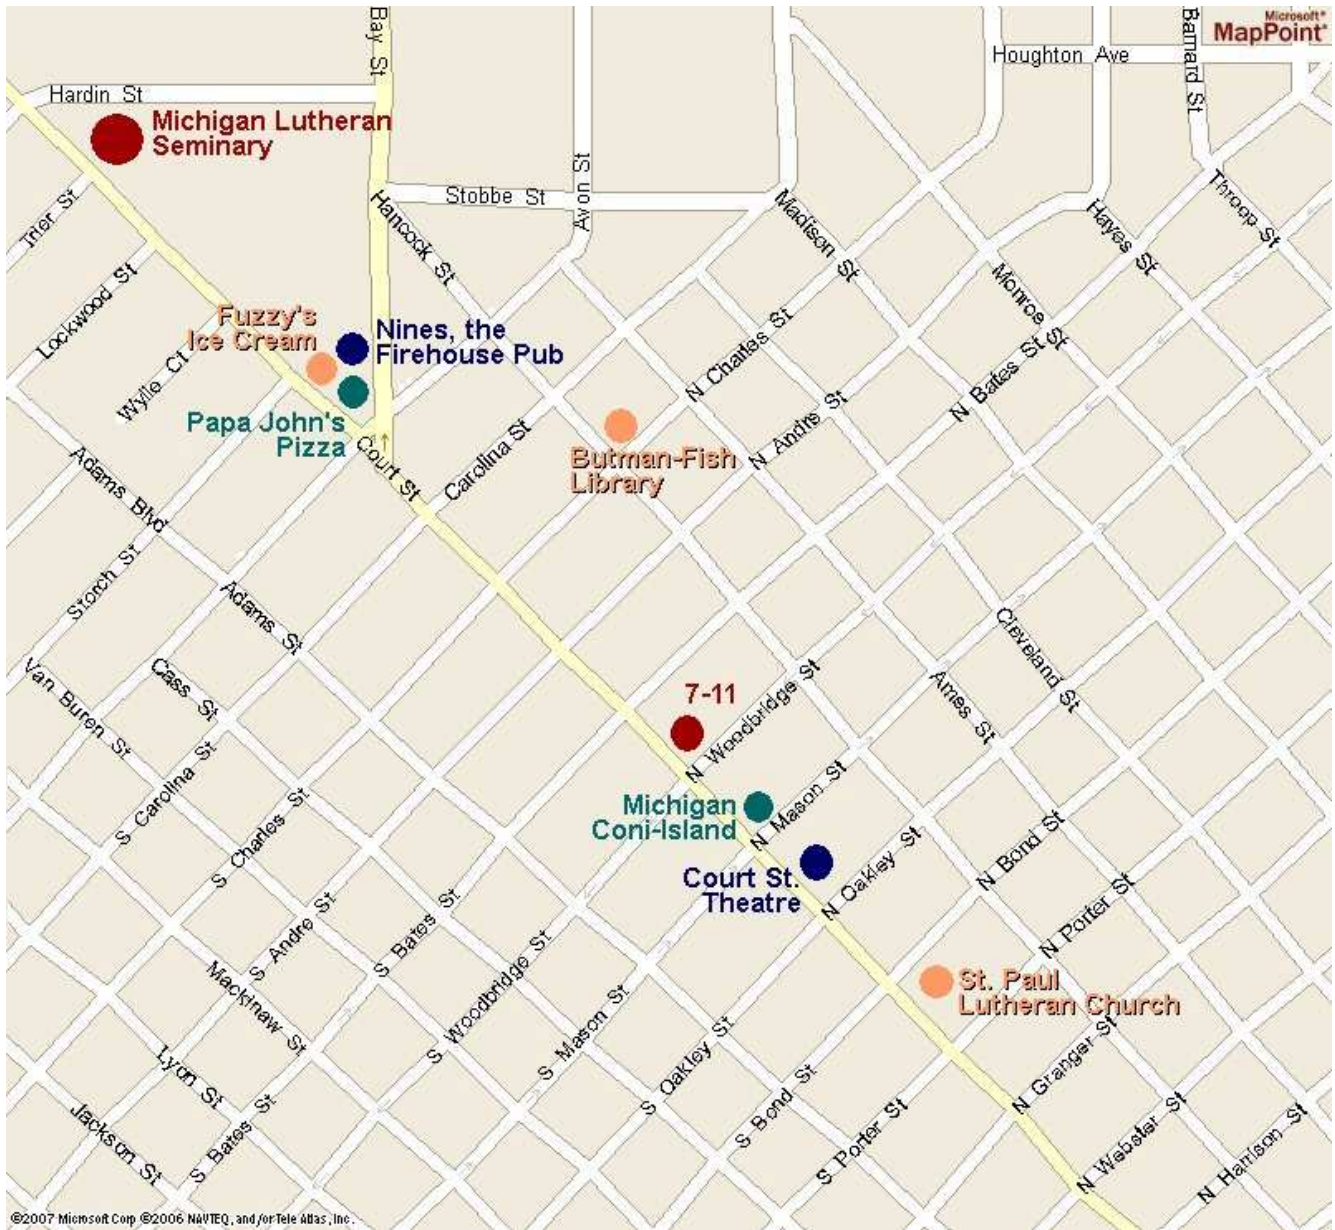 Microsoft®
MapPoint®
Bay St
Barnard St
Houghton Ave
Hardin St
Michigan Lutheran
Seminary
Stobbe St
Avon St
Trier St
Hancock St
Madison St
Throop St
Hayes St
Lockwood St
Monroe St
Fuzzy's
Ice Cream
Nines, the
Firehouse Pub
N Charles St
N Bates St
Wylie Ct
Papa John's
Pizza
N Andre St
Court St
Carolina St
Butman-Fish
Library
Adams Blvd
Storch St
Adams St
Cleveland St
Van Buren St
Cass St
Ames St
7-11
N Woodbridge St
S Carolina St
Michigan
Coni-Island
N Mason St
S Charles St
Court St.
Theatre
N Oakley St
N Bond St
S Andre St
S Bates St
N Porter St
Mackinaw St
S Woodbridge St
St. Paul
Lutheran Church
S Mason St
N Granger St
Lyon St
S Oakley St
S Bond St
Jackson St
S Bates St
S Porter St
N Webster St
N Harrison St
©2007 Microsoft Corp ©2006 NAVTEQ, and/or Tele Atlas, Inc.